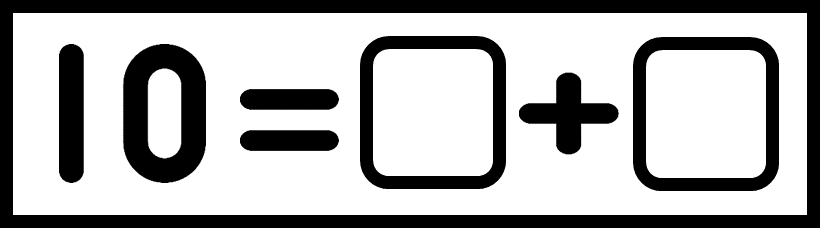 10 = □ + □